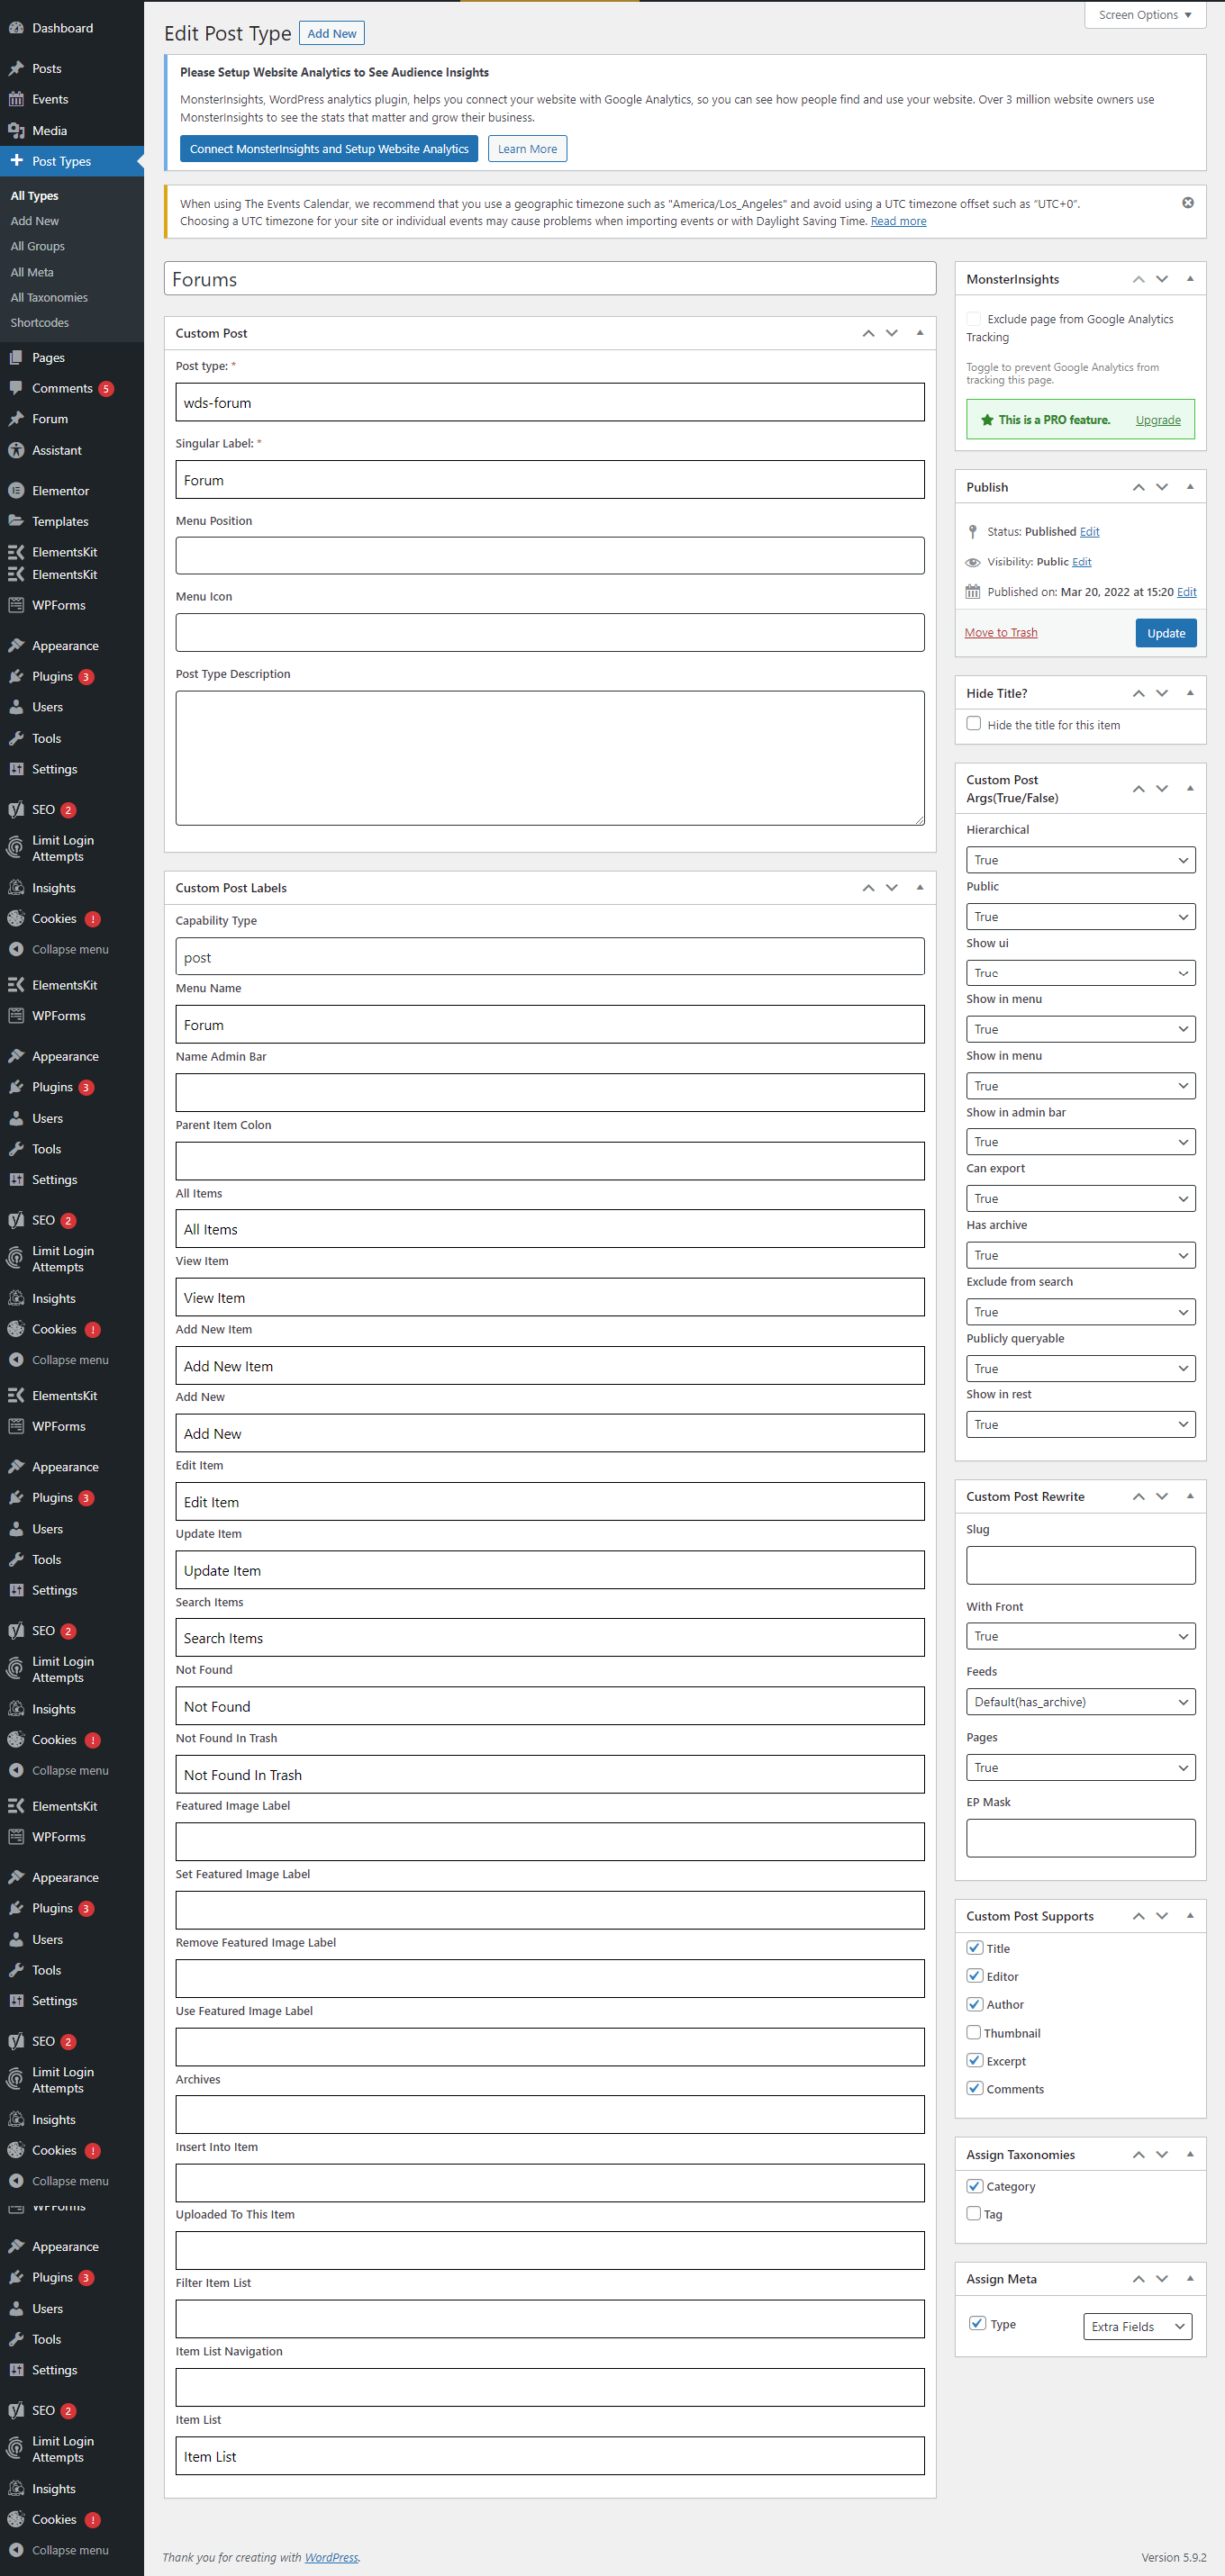 Dashboard
Posts
Events
Media
Post Types
All Types
Add New
All Groups
All Meta
All Taxonomies
Shortcodes
Pages
Comments 5
Forum
Assistant
Elementor
Templates
ElementsKit
ElementsKit
WPForms
Appearance
Plugins 3
Users
Tools
Settings
SEO 2
Limit Login
Attempts
Insights
Cookies !
Collapse menu
ElementsKit
WPForms
Appearance
Plugins 3
Users
Tools
Settings
SEO 2
Limit Login
Attempts
Insights
Cookies !
Collapse menu
ElementsKit
WPForms
Appearance
Plugins 3
Users
Tools
Settings
SEO 2
Limit Login
Attempts
Insights
Cookies !
Collapse menu
ElementsKit
WPForms
Appearance
Plugins 3
Users
Tools
Settings
SEO 2
Limit Login
Attempts
Insights
Cookies !
Collapse menu
WPForms
Appearance
Plugins 3
Users
Tools
Settings
SEO 2
Limit Login
Attempts
Insights
Cookies !
Collapse menu
Screen Options
Edit Post Type Add New
Please Setup Website Analytics to See Audience Insights
MonsterInsights, WordPress analytics plugin, helps you connect your website with Google Analytics, so you can see how people find and use your website. Over 3 million website owners use
MonsterInsights to see the stats that matter and grow their business.
Connect MonsterInsights and Setup Website Analytics Learn More
When using The Events Calendar, we recommend that you use a geographic timezone such as "America/Los_Angeles" and avoid using a UTC timezone offset such as "UTC+0".
Choosing a UTC timezone for your site or individual events may cause problems when importing events or with Daylight Saving Time. Read more
Forums
Custom Post
Post type: *
wds-forum
Singular Label: *
Forum
Menu Position
Menu Icon
Post Type Description
Custom Post Labels
Capability Type
post
Menu Name
Forum
Name Admin Bar
Parent Item Colon
All Items
All Items
View Item
View Item
Add New Item
Add New Item
Add New
Add New
Edit Item
Edit Item
Update Item
Update Item
Search Items
Search Items
Not Found
Not Found
Not Found In Trash
Not Found In Trash
Featured Image Label
Set Featured Image Label
Remove Featured Image Label
Use Featured Image Label
Archives
Insert Into Item
Uploaded To This Item
Filter Item List
Item List Navigation
Item List
Item List
MonsterInsights
Exclude page from Google Analytics
Tracking
Toggle to prevent Google Analytics from
tracking this page.
This is a PRO feature. Upgrade
Publish
Status: Published Edit
Visibility: Public Edit
Published on: Mar 20, 2022 at 15:20 Edit
Move to Trash Update
Hide Title?
Hide the title for this item
Custom Post
Args(True/False)
Hierarchical
True
Public
True
Show ui
True
Show in menu
True
Show in menu
True
Show in admin bar
True
Can export
True
Has archive
True
Exclude from search
True
Publicly queryable
True
Show in rest
True
Custom Post Rewrite
Slug
With Front
True
Feeds
Default(has_archive)
Pages
True
EP Mask
Custom Post Supports
Title
Editor
Author
Thumbnail
Excerpt
Comments
Assign Taxonomies
Category
Tag
Assign Meta
Type Extra Fields
Thank you for creating with WordPress.
Version 5.9.2